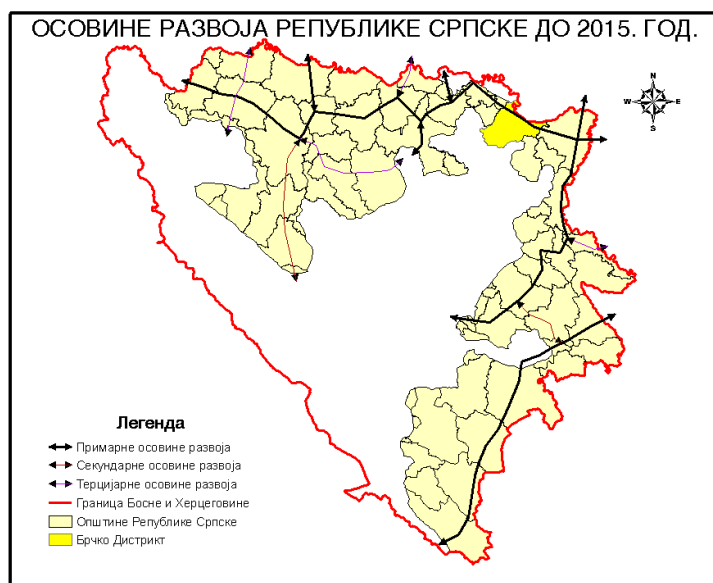 ОСОВИНЕ РАЗВОЈА РЕПУБЛИКЕ СРПСКЕ ДО 2015. ГОД.
N
W E
S
Легенда
Примарне осовине развоја
Секундарне осовине развоја
Терцијарне осовине развоја
Граница Босне и Херцеговине
Општине Републике Српске
Брчко Дистрикт